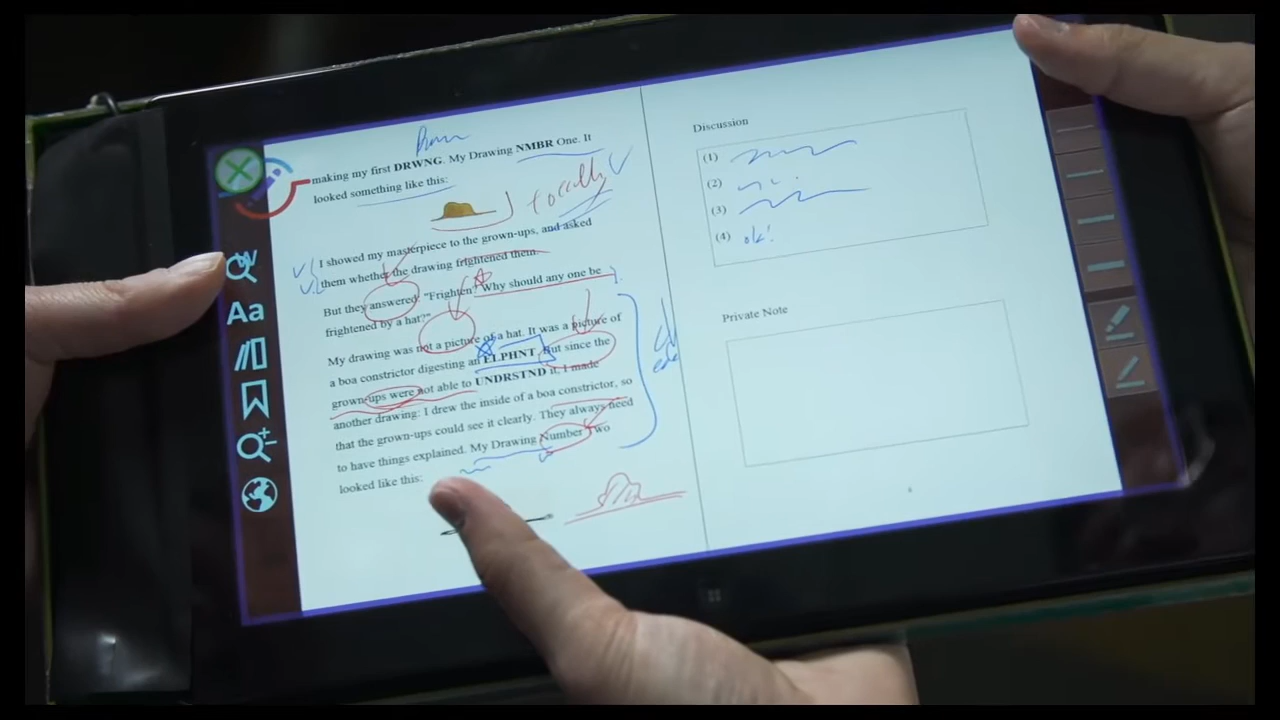 making my first DRWNG. My Drawing NMBR One. It
looked something like this:
totally
I showed my masterpiece to the grown-ups, and asked
them whether the drawing frightened them.
But they answered: "Frighten? Why should any one be
frightened by a hat?"
My drawing was not a picture of a hat. It was a picture of
a boa constrictor digesting an ELPHNT. But since the
grown-ups were not able to UNDRSTND it, I made
another drawing: I drew the inside of a boa constrictor, so
that the grown-ups could see it clearly. They always need
to have things explained. My Drawing Number Two
looked like this:
Aa
Discussion
(1)
(2)
(3)
(4) ok!
Private Note